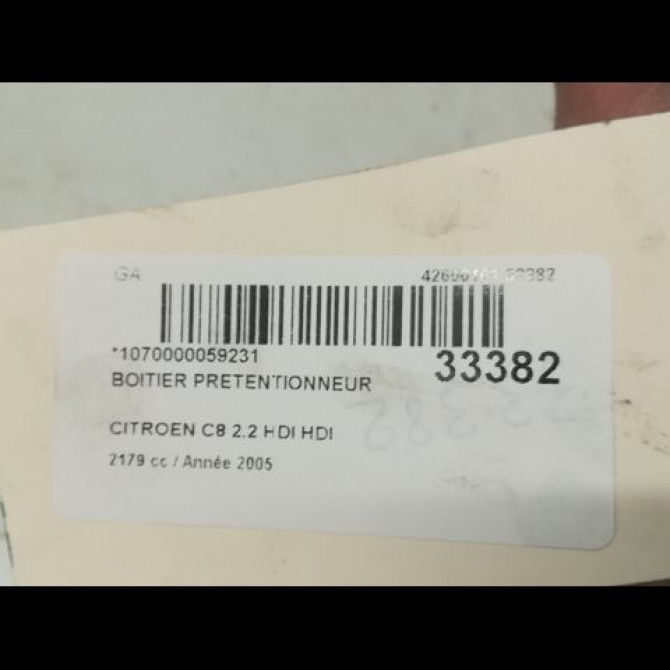 GA
*1070000059231
33382
BOITIER PRETENTIONNEUR
CITROEN C8 2.2 HDI HDI
2179 cc / Année 2005